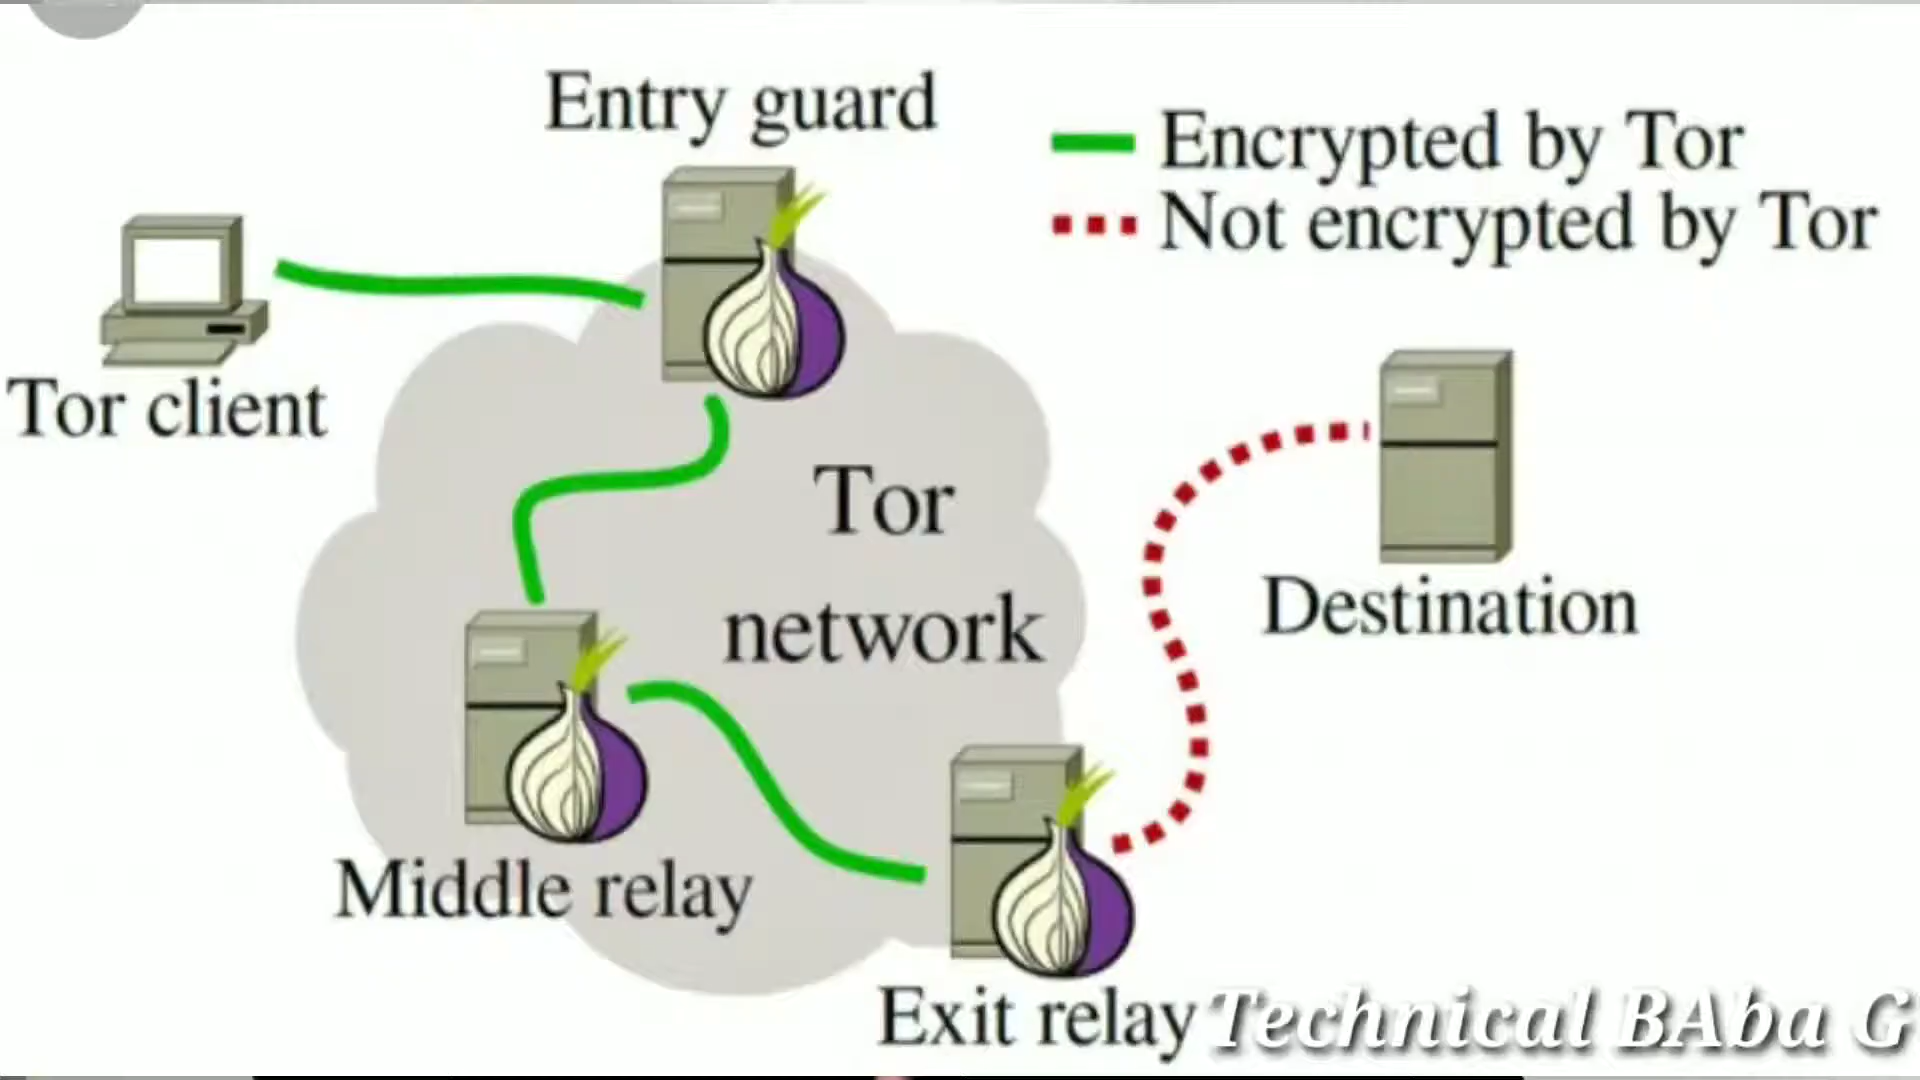 Entry guard
Encrypted by Tor
Not encrypted by Tor
Tor client
Tor
network
Destination
Middle relay
Exit relay
Technical BAba G